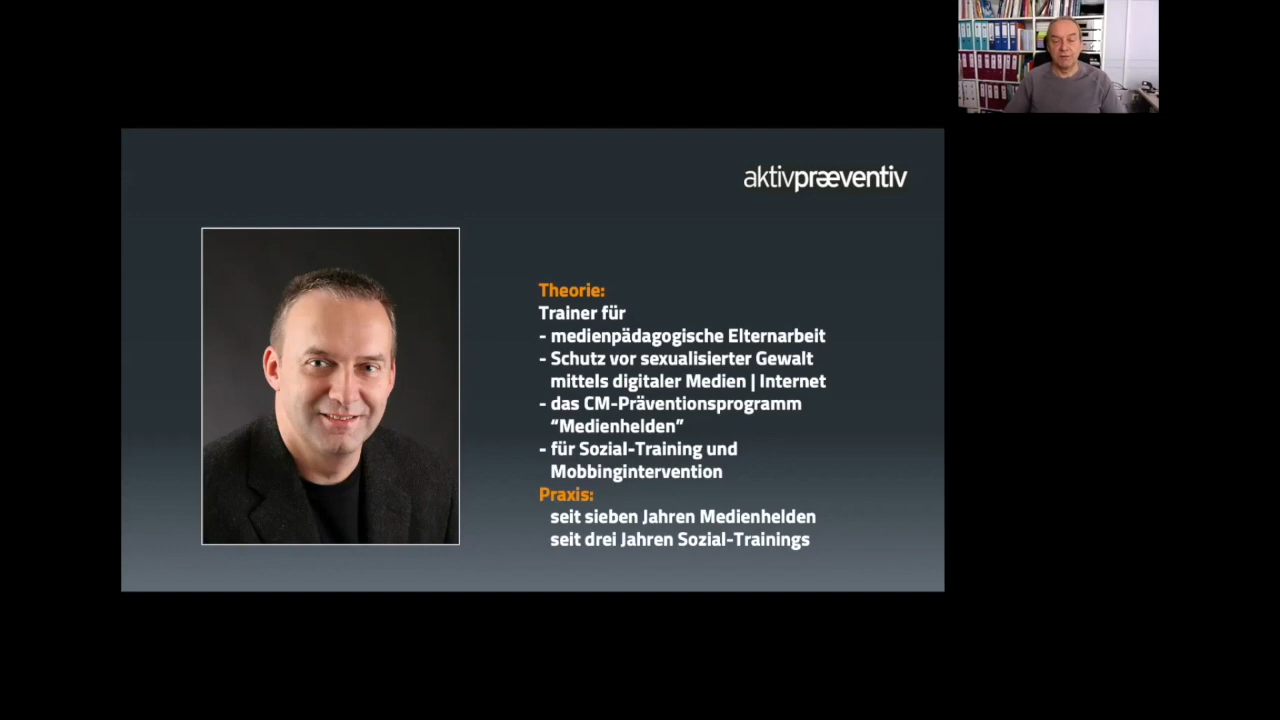 aktivpræventiv
Theorie:
Trainer für
- medienpädagogische Elternarbeit
- Schutz vor sexualisierter Gewalt
mittels digitaler Medien | Internet
- das CM-Präventionsprogramm
“Medienhelden”
- für Sozial-Training und
Mobbingintervention
Praxis:
seit sieben Jahren Medienhelden
seit drei Jahren Sozial-Trainings